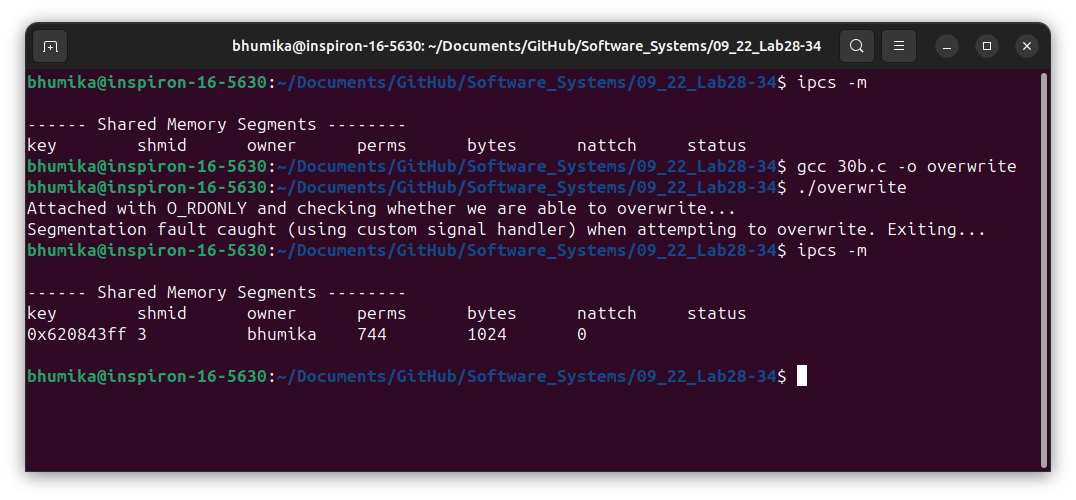 bhumika@inspiron-16-5630: ~/Documents/GitHub/Software_Systems/09_22_Lab28-34
bhumika@inspiron-16-5630:~/Documents/GitHub/Software_Systems/09_22_Lab28-34$ ipcs -m
------ Shared Memory Segments --------
key        shmid      owner      perms      bytes      nattch     status
bhumika@inspiron-16-5630:~/Documents/GitHub/Software_Systems/09_22_Lab28-34$ gcc 30b.c -o overwrite
bhumika@inspiron-16-5630:~/Documents/GitHub/Software_Systems/09_22_Lab28-34$ ./overwrite
Attached with O_RDONLY and checking whether we are able to overwrite...
Segmentation fault caught (using custom signal handler) when attempting to overwrite. Exiting...
bhumika@inspiron-16-5630:~/Documents/GitHub/Software_Systems/09_22_Lab28-34$ ipcs -m
------ Shared Memory Segments --------
key        shmid      owner      perms      bytes      nattch     status
0x620843ff 3          bhumika    744        1024       0
bhumika@inspiron-16-5630:~/Documents/GitHub/Software_Systems/09_22_Lab28-34$